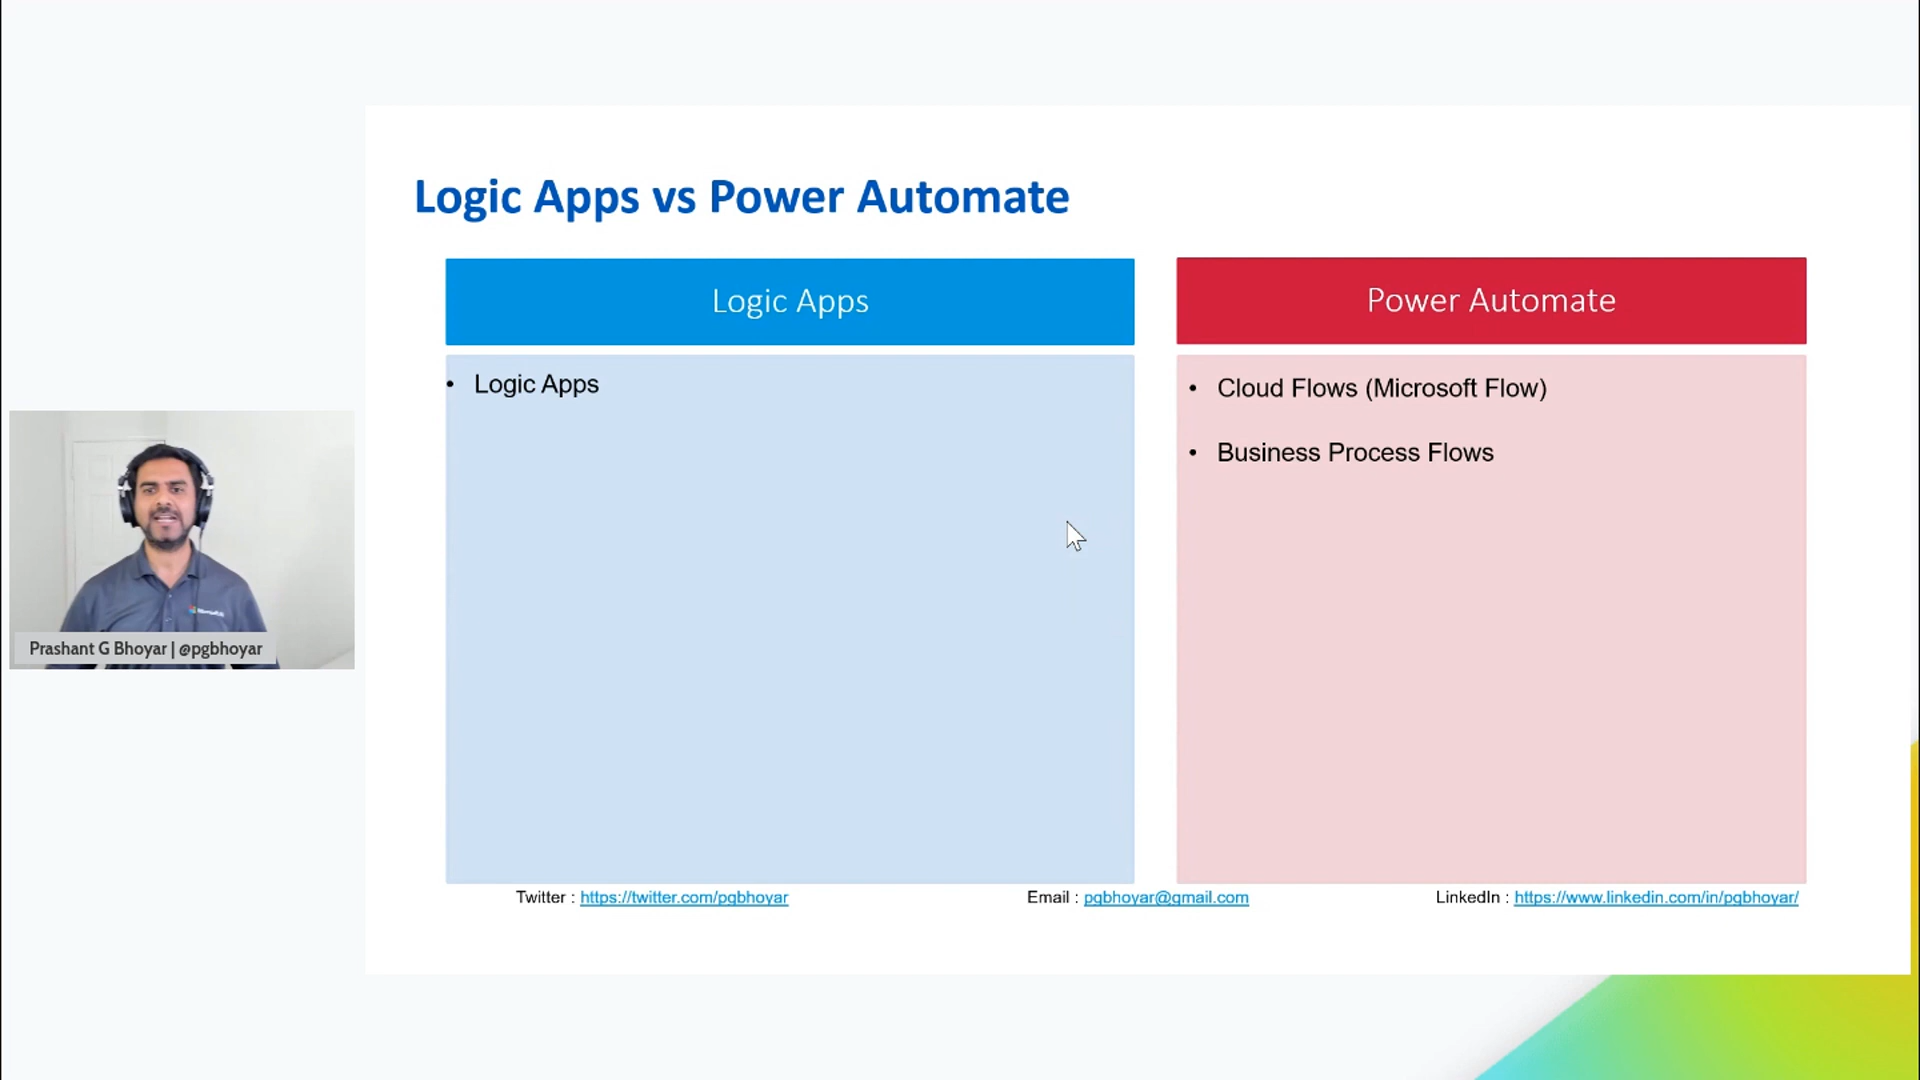 Logic Apps vs Power Automate
Logic Apps
Power Automate
• Logic Apps
• Cloud Flows (Microsoft Flow)
• Business Process Flows
Prashant G Bhoyar | @pgbhoyar
Twitter : https://twitter.com/pgbhoyar
Email : pgbhoyar@gmail.com
LinkedIn : https://www.linkedin.com/in/pgbhoyar/